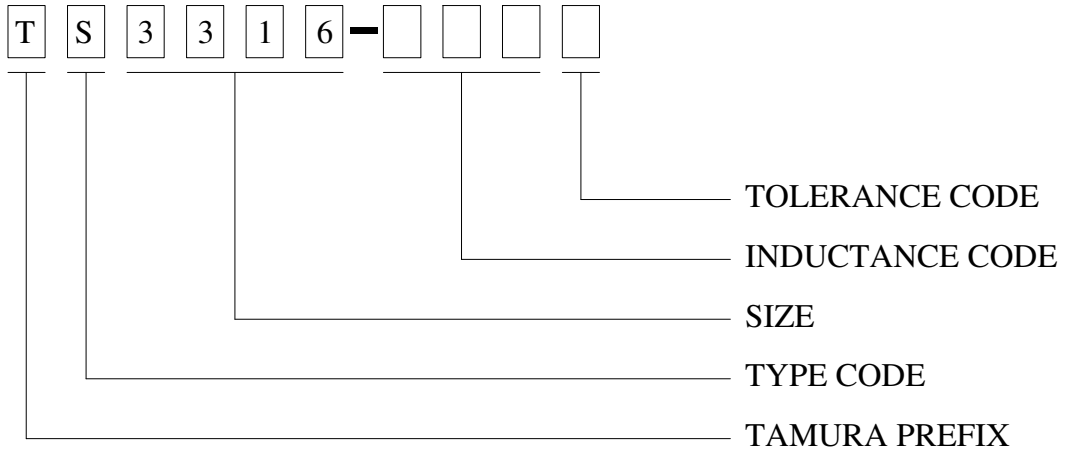 T S 3 3 1 6 -
TOLERANCE CODE
INDUCTANCE CODE
SIZE
TYPE CODE
TAMURA PREFIX